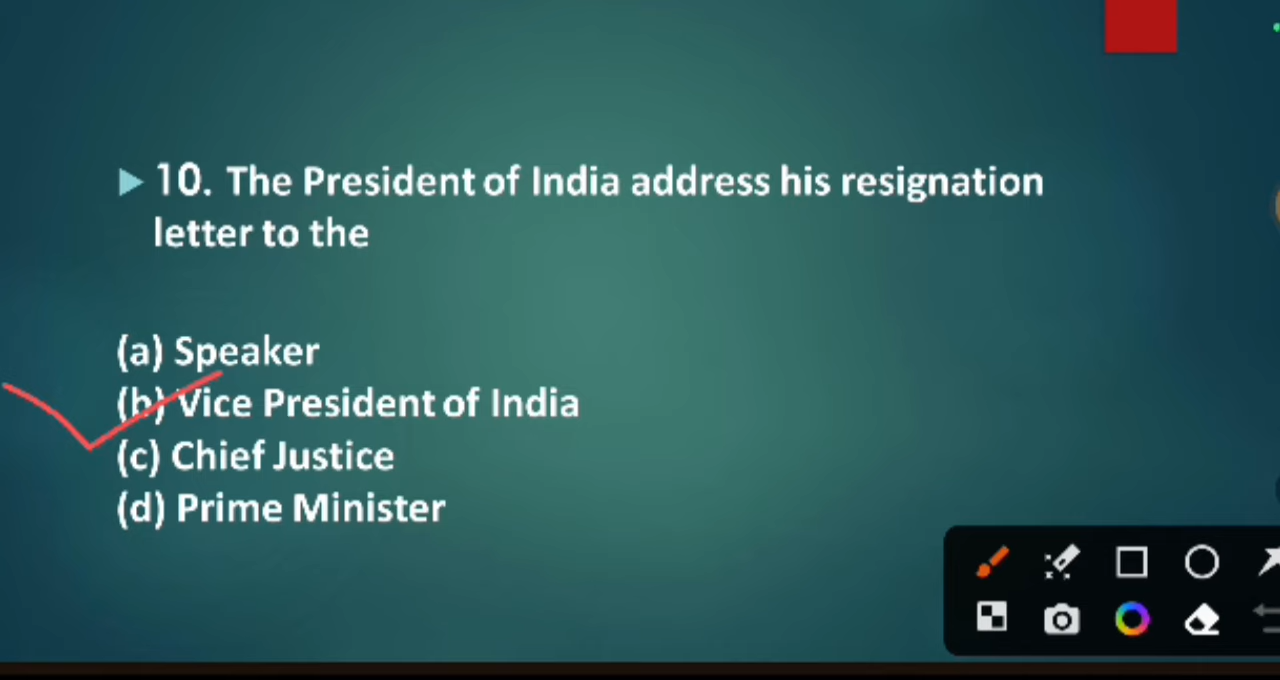 10. The President of India address his resignation
letter to the
(a) Speaker
(b) Vice President of India
(c) Chief Justice
(d) Prime Minister